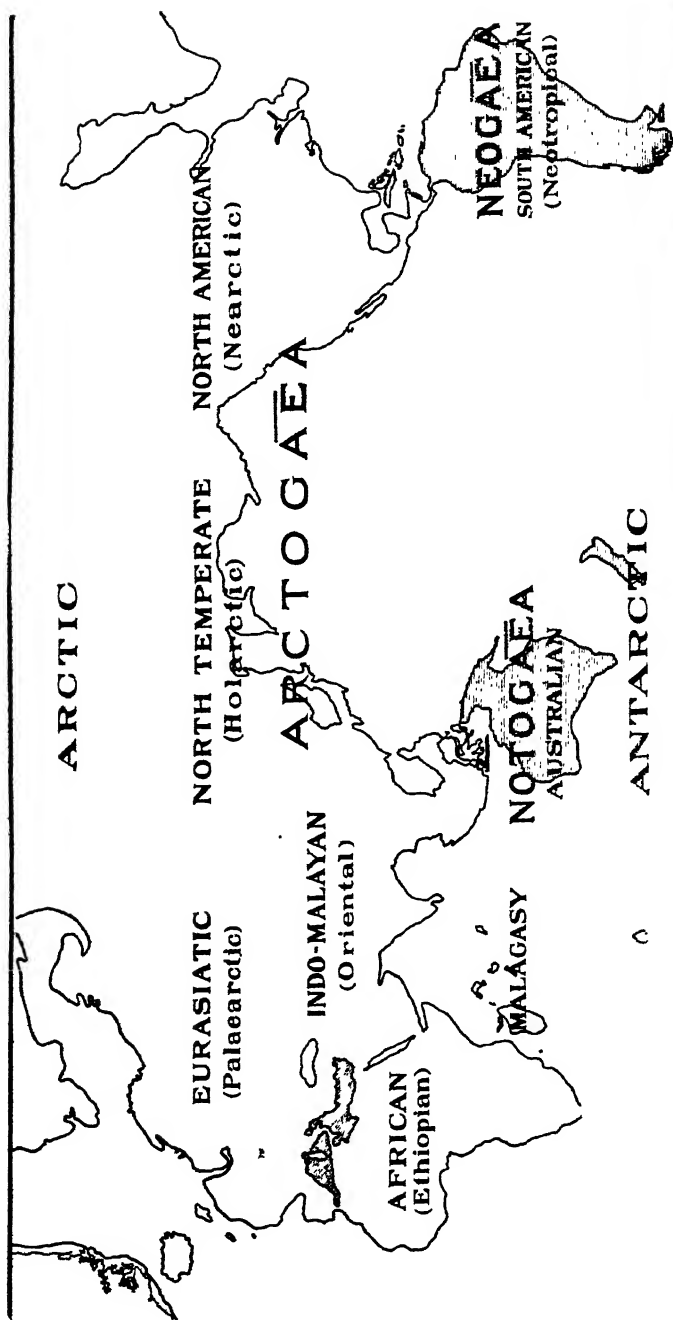 ARCTIC
EURASIATIC
(Palaearctic)
NORTH TEMPERATE
(Holarctic)
NORTH AMERICAN
(Nearctic)
ARCTOGAEA
INDO-MALAYAN
(Oriental)
AFRICAN
(Ethiopian)
MALAGASY
NOTOGAEA
AUSTRALIAN
NEOGAEA
SOUTH AMERICAN
(Neotropical)
ANTARCTIC